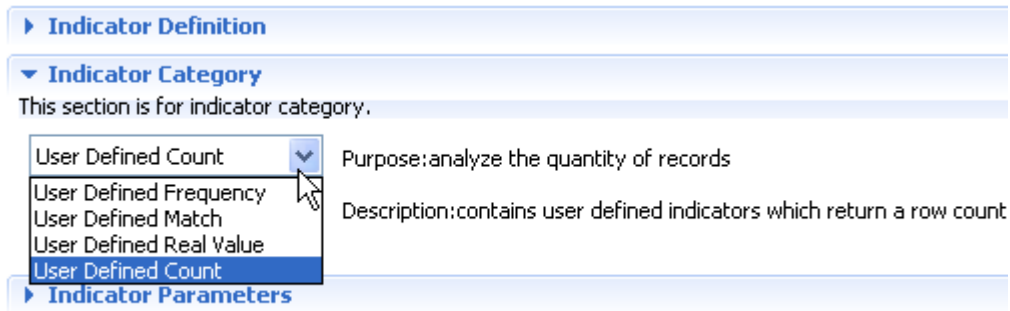 Indicator Definition
Indicator Category
This section is for indicator category.
User Defined Count
Purpose:analyze the quantity of records
User Defined Frequency
User Defined Match
Description:contains user defined indicators which return a row count
User Defined Real Value
User Defined Count
Indicator Parameters